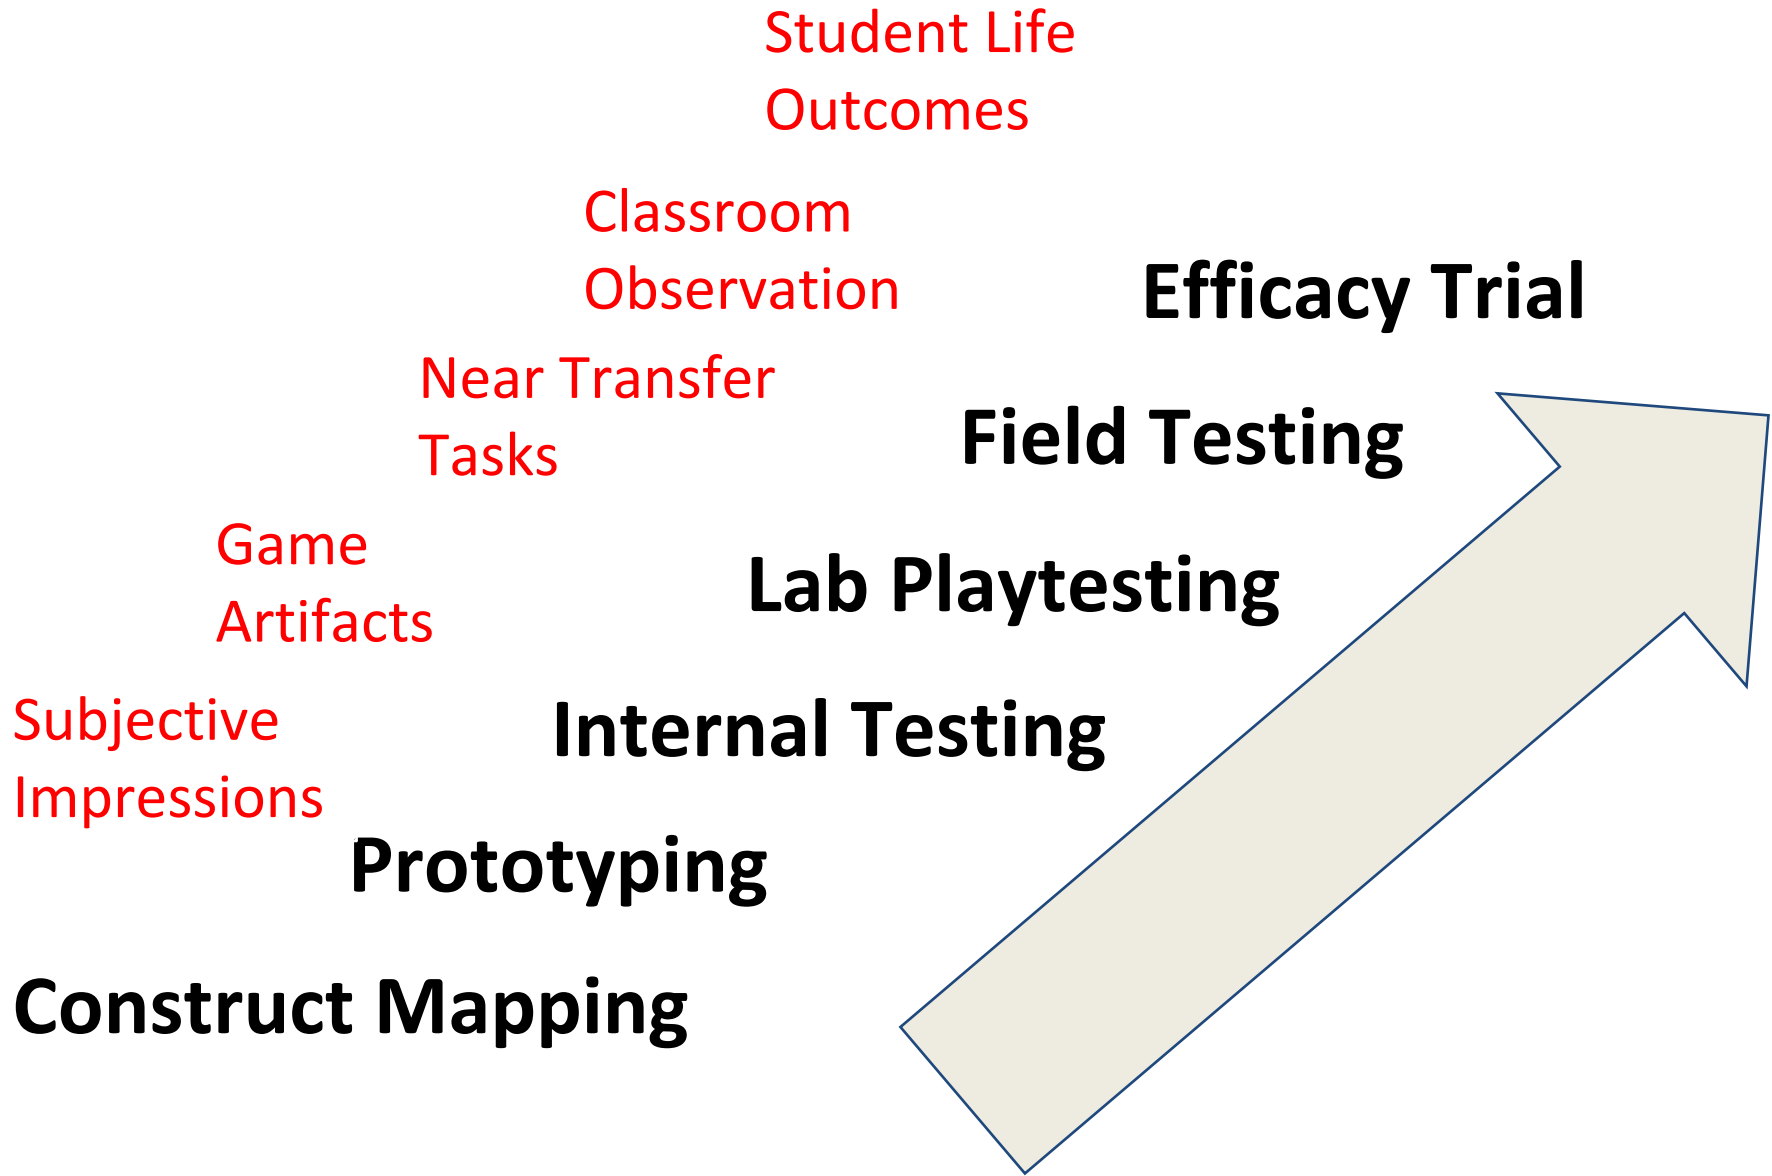 Student Life
Outcomes
Classroom
Observation
Efficacy Trial
Near Transfer
Tasks
Field Testing
Game
Artifacts
Lab Playtesting
Subjective
Impressions
Internal Testing
Prototyping
Construct Mapping